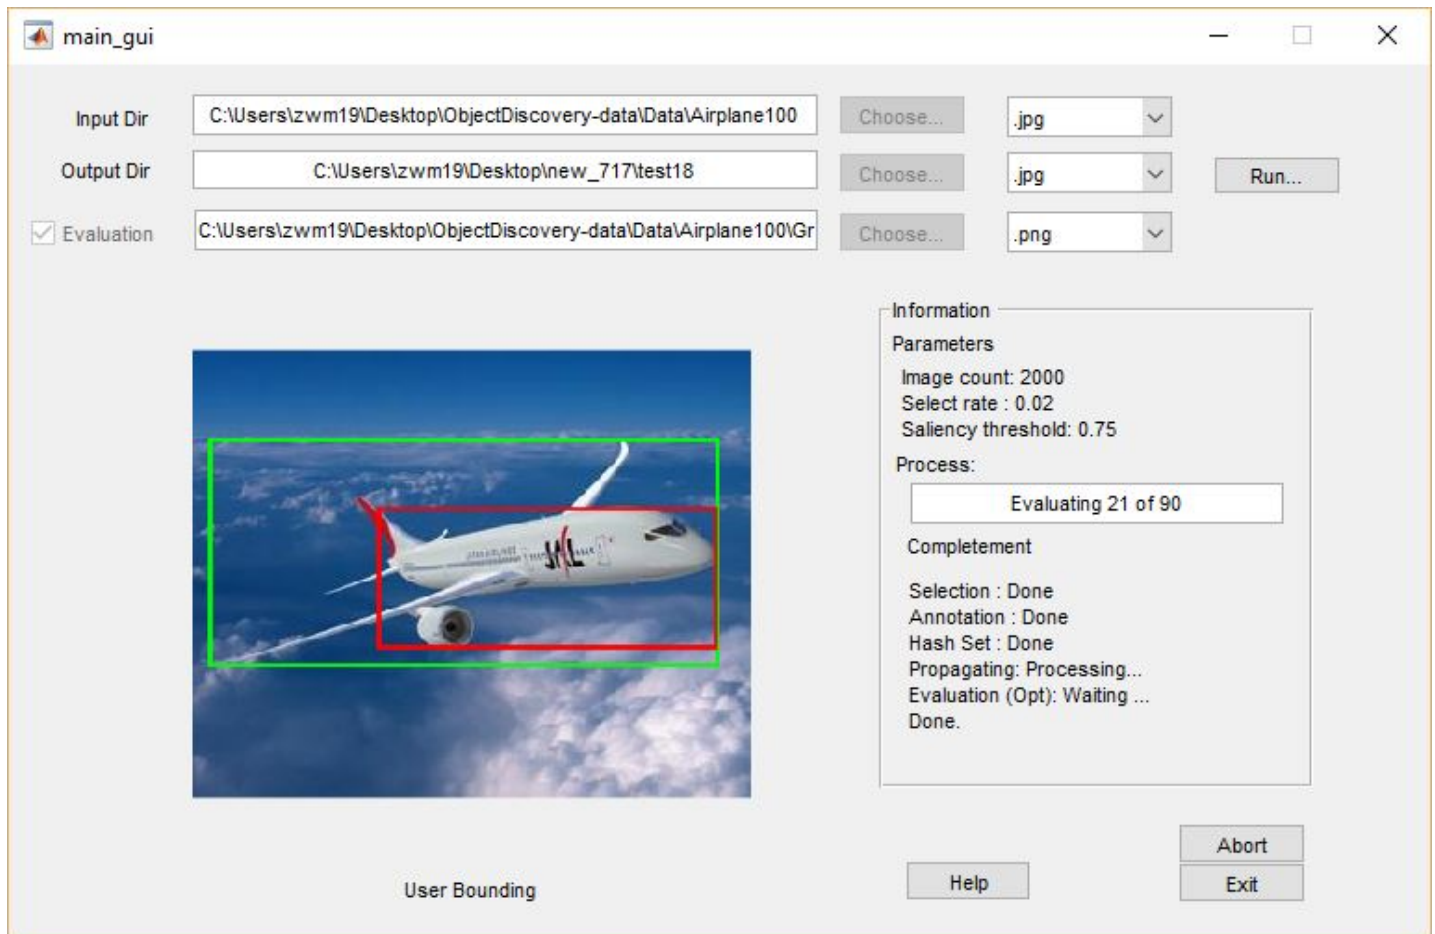 main_gui
Input Dir C:\Users\zwm19\Desktop\ObjectDiscovery-data\Data\Airplane100 Choose... .jpg
Output Dir C:\Users\zwm19\Desktop\new_717\test18 Choose... .jpg Run...
Evaluation C:\Users\zwm19\Desktop\ObjectDiscovery-data\Data\Airplane100\Gr Choose... .png
JAL
Information
Parameters
Image count: 2000
Select rate : 0.02
Saliency threshold: 0.75
Process:
Evaluating 21 of 90
Completement
Selection : Done
Annotation : Done
Hash Set : Done
Propagating: Processing...
Evaluation (Opt): Waiting ...
Done.
User Bounding
Help
Abort
Exit